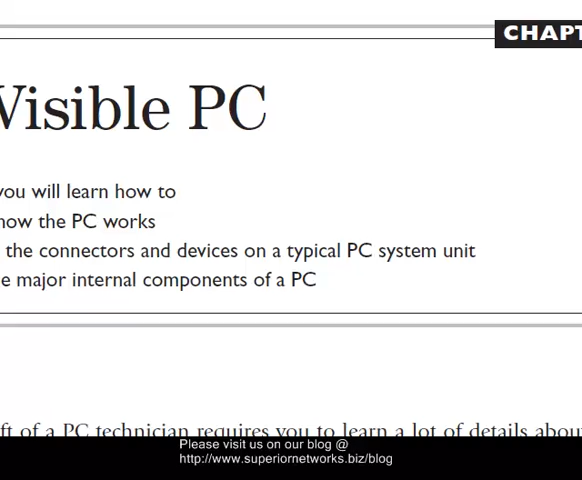 CHAPT
Visible PC
you will learn how to
how the PC works
the connectors and devices on a typical PC system unit
e major internal components of a PC
ft of a PC technician requires you to learn a lot of details abou
Please visit us on our blog @
http://www.superiornetworks.biz/blog